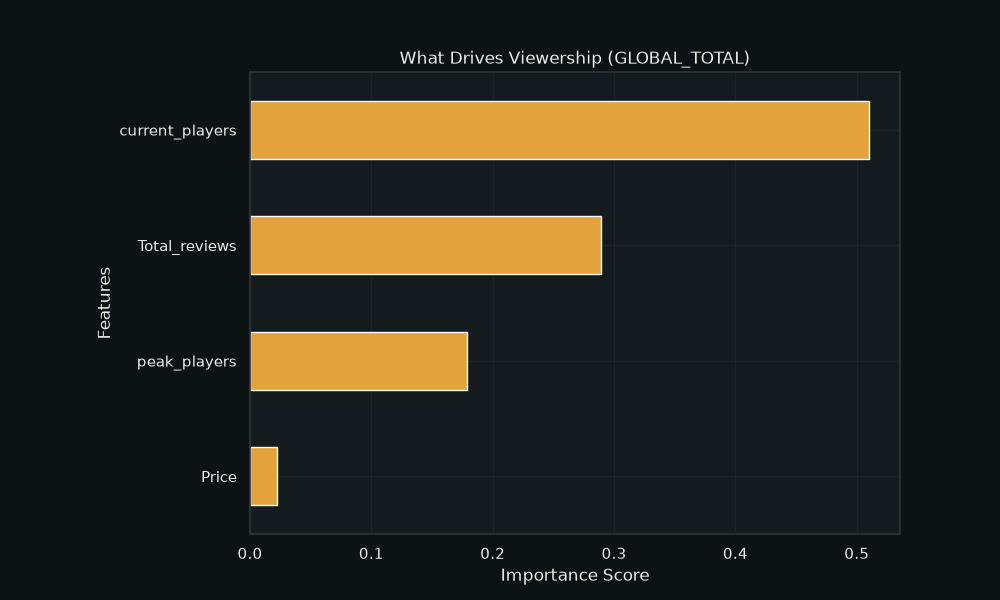 What Drives Viewership (GLOBAL_TOTAL)
Features
current_players
Total_reviews
peak_players
Price
0.0 0.1 0.2 0.3 0.4 0.5
Importance Score